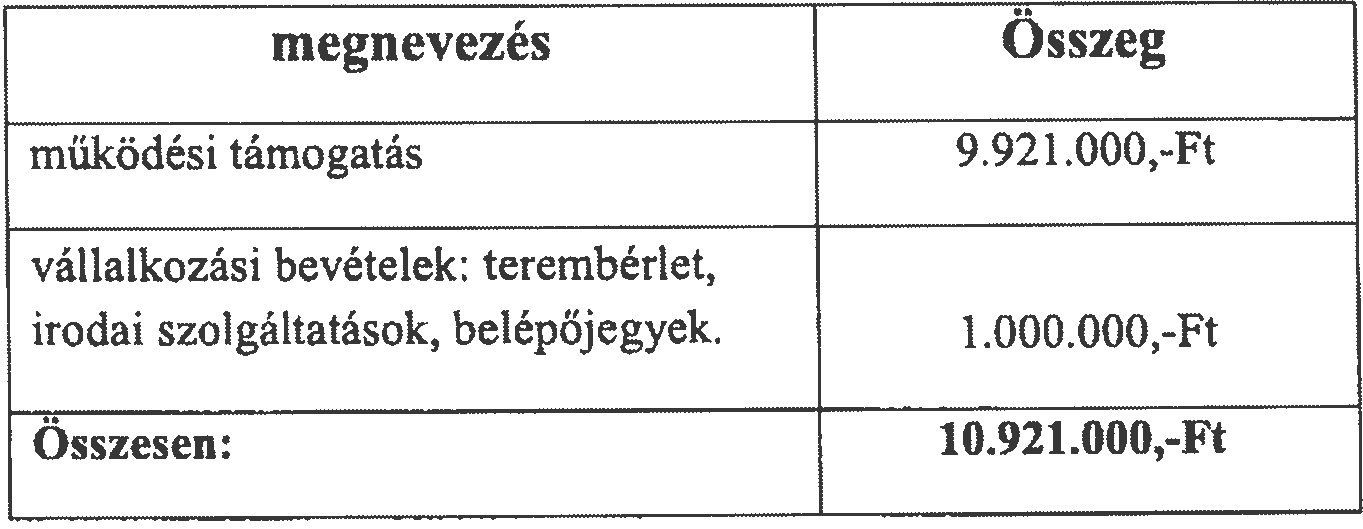 megnevezés Összeg
működési támogatás 9.921.000,-Ft
vállalkozási bevételek: terembérlet,
irodai szolgáltatások, belépőjegyek. 1.000.000,-Ft
Összesen: 10.921.000,-Ft